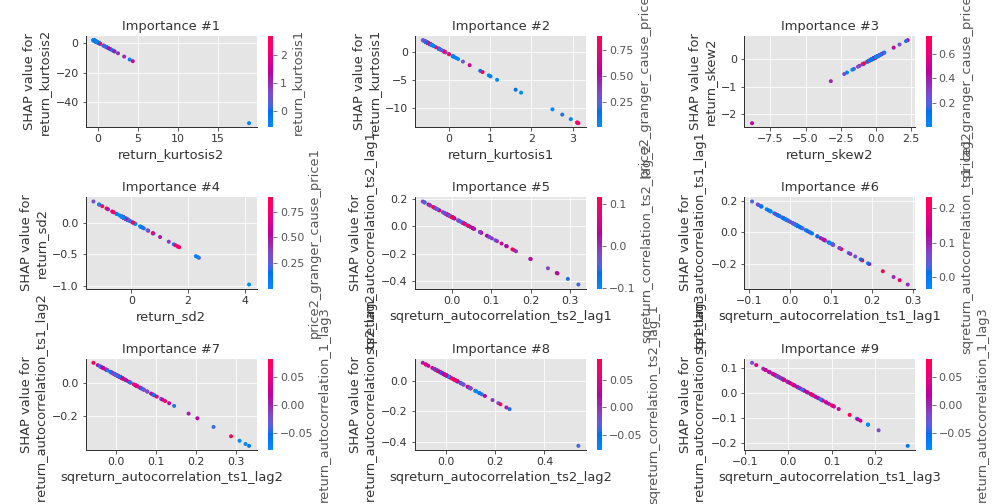 Importance #1
SHAP value for
return_kurtosis2
0
−20
−40
0
5
10
15
return_kurtosis2
2
1
0
return_kurtosis1
Importance #2
SHAP value for
return_kurtosis1
0
−5
−10
0
1
2
3
return_kurtosis1
0.75
0.50
0.25
Importance #3
SHAP value for
return_skew2
0
−1
−2
−7.5
−5.0
−2.5
0.0
2.5
return_skew2
0.6
0.4
0.2
Importance #4
SHAP value for
return_sd2
0.0
−0.5
−1.0
0
2
4
return_sd2
0.75
0.50
0.25
price2_granger_cause_price1
Importance #5
SHAP value for
0.2
0.0
−0.2
−0.4
0.0
0.1
0.2
0.3
sqreturn_autocorrelation_ts2_lag1
0.1
0.0
−0.1
Importance #6
SHAP value for
0.2
0.0
−0.2
−0.1
0.0
0.1
0.2
0.3
sqreturn_autocorrelation_ts1_lag1
0.2
0.1
0.0
Importance #7
SHAP value for
0.0
−0.2
0.0
0.1
0.2
0.3
sqreturn_autocorrelation_ts1_lag2
0.05
0.00
−0.05
Importance #8
SHAP value for
0.0
−0.2
−0.4
0.0
0.2
0.4
0.6
sqreturn_autocorrelation_ts2_lag2
0.05
0.00
−0.05
Importance #9
SHAP value for
0.1
0.0
−0.1
−0.2
−0.1
0.0
0.1
0.2
sqreturn_autocorrelation_ts1_lag3
0.05
0.00
−0.05